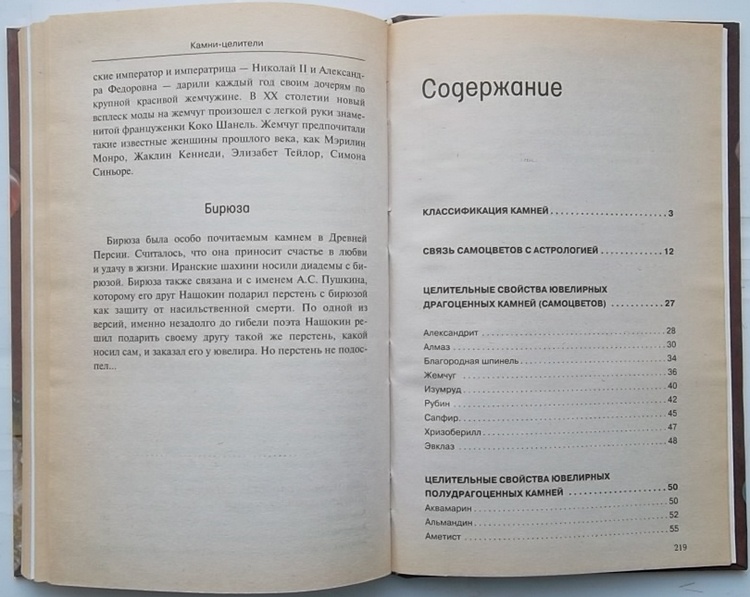 Камни-целители
ские император и императрица — Николай II и Александ-
ра Федоровна — дарили каждый год своим дочерям по
крупной красивой жемчужине. В XX столетии новый
всплеск моды на жемчуг произошел с легкой руки знаме-
нитой француженки Коко Шанель. Жемчуг предпочитали
такие известные женщины прошлого века, как Мэрилин
Монро, Жаклин Кеннеди, Элизабет Тейлор, Симона
Синьоре.
Бирюза
Бирюза была особо почитаемым камнем в Древней
Персии. Считалось, что она приносит счастье в любви
и удачу в жизни. Иранские шахини носили диадемы с би-
рюзой. Бирюза также связана и с именем А.С. Пушкина,
которому его друг Нащокин подарил перстень с бирюзой
как защиту от насильственной смерти. По одной из
версий, именно незадолго до гибели поэта Нащокин ре-
шил подарить своему другу такой же перстень, какой
носил сам, и заказал его у ювелира. Но перстень не подос-
пел...
Содержание
КЛАССИФИКАЦИЯ КАМНЕЙ 3
СВЯЗЬ САМОЦВЕТОВ С АСТРОЛОГИЕЙ 12
ЦЕЛИТЕЛЬНЫЕ СВОЙСТВА ЮВЕЛИРНЫХ
ДРАГОЦЕННЫХ КАМНЕЙ (САМОЦВЕТОВ) 27
Александрит 28
Алмаз 30
Благородная шпинель 34
Жемчуг 36
Изумруд 40
Рубин 42
Сапфир 45
Хризоберилл 47
Эвклаз 48
ЦЕЛИТЕЛЬНЫЕ СВОЙСТВА ЮВЕЛИРНЫХ
ПОЛУДРАГОЦЕННЫХ КАМНЕЙ 50
Аквамарин 50
Альмандин 52
Аметист 55
219